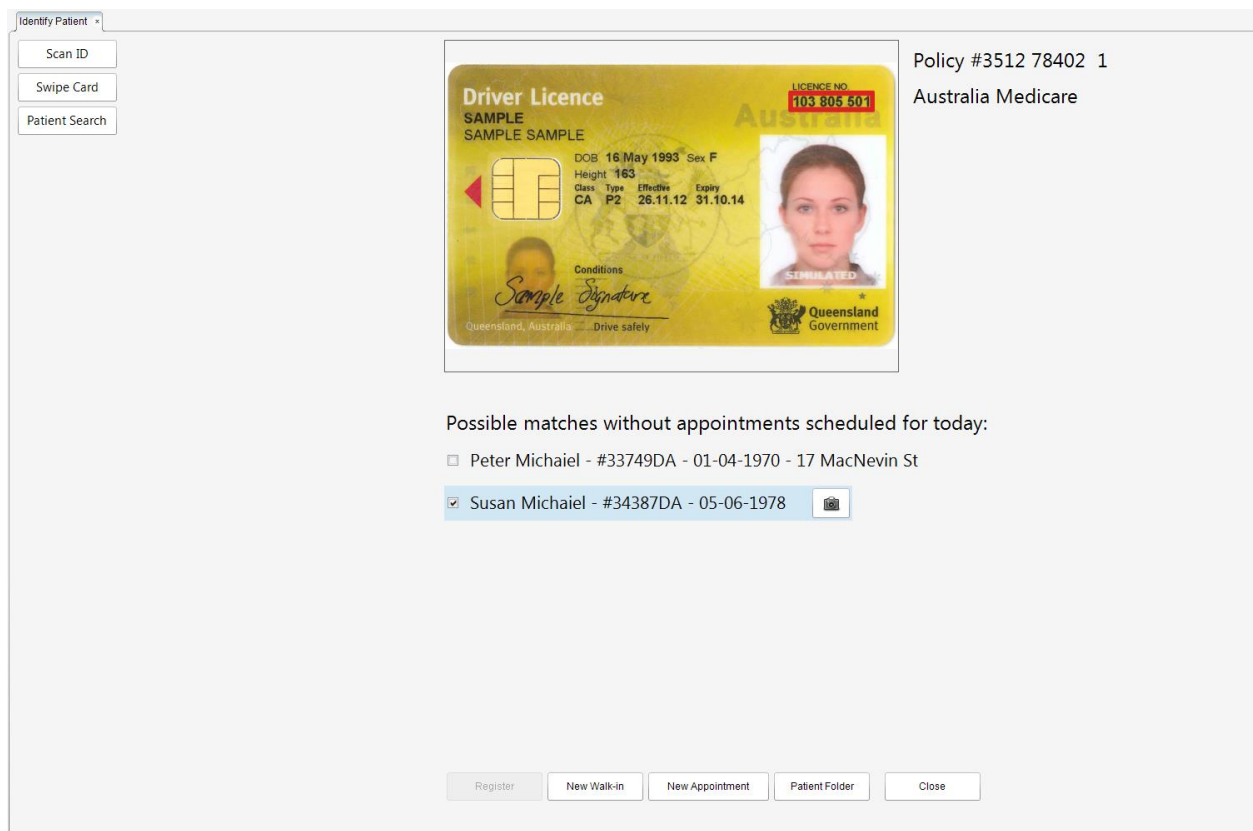 Identify Patient ×
Scan ID
Swipe Card
Patient Search
Driver Licence
SAMPLE
SAMPLE SAMPLE
LICENCE NO.
103 805 501
Australia
DOB 16 May 1993 Sex F
Height 163
Class Type Effective Expiry
CA P2 26.11.12 31.10.14
Conditions
SIMULATED
Sample Signature
Queensland, Australia Drive safely
Queensland
Government
Policy #3512 78402 1
Australia Medicare
Possible matches without appointments scheduled for today:
Peter Michaiel - #33749DA - 01-04-1970 - 17 MacNevin St
Susan Michaiel - #34387DA - 05-06-1978
Register New Walk-in New Appointment Patient Folder Close